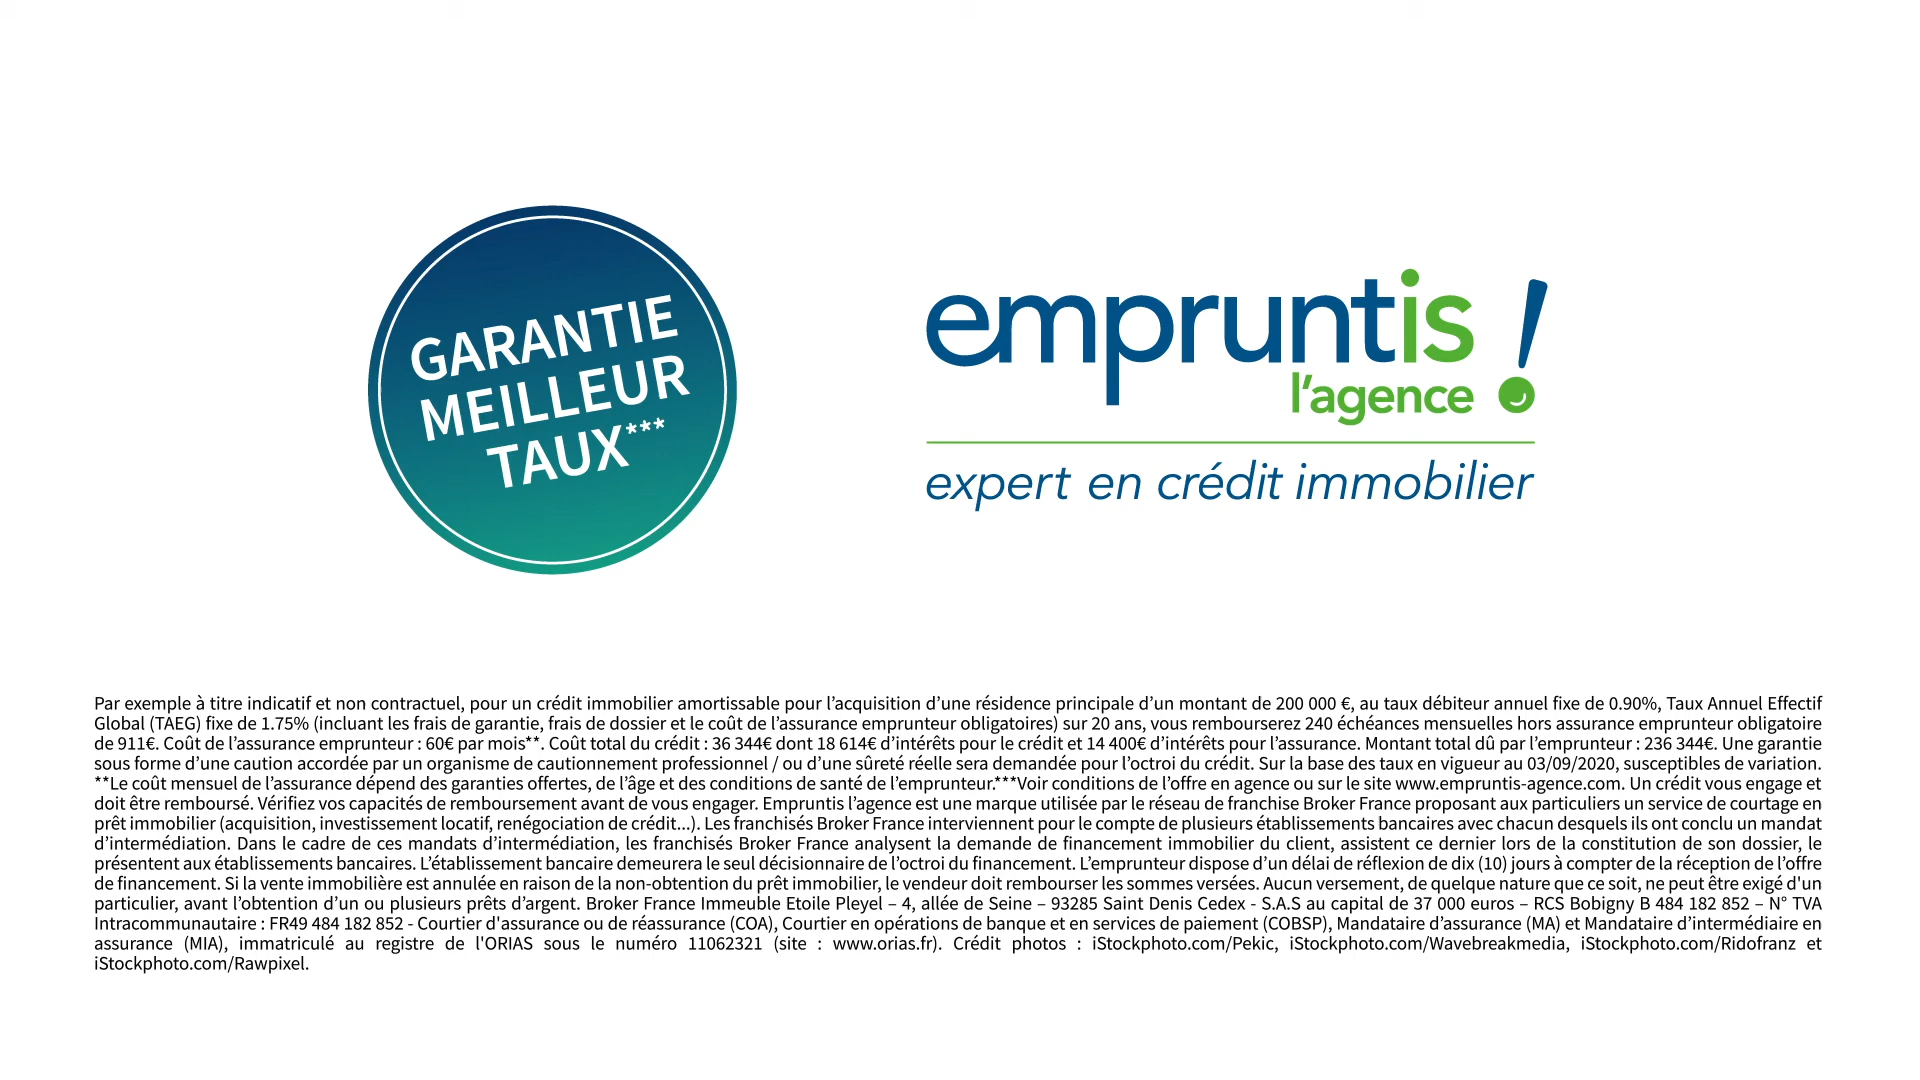 GARANTIE
MEILLEUR
TAUX***
empruntis !
l’agence
expert en crédit immobilier
Par exemple à titre indicatif et non contractuel, pour un crédit immobilier amortissable pour l’acquisition d’une résidence principale d’un montant de 200 000 €, au taux débiteur annuel fixe de 0.90%, Taux Annuel Effectif
Global (TAEG) fixe de 1.75% (incluant les frais de garantie, frais de dossier et le coût de l’assurance emprunteur obligatoires) sur 20 ans, vous rembourserez 240 échéances mensuelles hors assurance emprunteur obligatoire
de 911€. Coût de l’assurance emprunteur : 60€ par mois**. Coût total du crédit : 36 344€ dont 18 614€ d’intérêts pour le crédit et 14 400€ d’intérêts pour l’assurance. Montant total dû par l’emprunteur : 236 344€. Une garantie
sous forme d’une caution accordée par un organisme de cautionnement professionnel / ou d’une sûreté réelle sera demandée pour l’octroi du crédit. Sur la base des taux en vigueur au 03/09/2020, susceptibles de variation.
**Le coût mensuel de l’assurance dépend des garanties offertes, de l’âge et des conditions de santé de l’emprunteur.***Voir conditions de l’offre en agence ou sur le site www.empruntis-agence.com. Un crédit vous engage et
doit être remboursé. Vérifiez vos capacités de remboursement avant de vous engager. Empruntis l’agence est une marque utilisée par le réseau de franchise Broker France proposant aux particuliers un service de courtage en
prêt immobilier (acquisition, investissement locatif, renégociation de crédit...). Les franchisés Broker France interviennent pour le compte de plusieurs établissements bancaires avec chacun desquels ils ont conclu un mandat
d’intermédiation. Dans le cadre de ces mandats d’intermédiation, les franchisés Broker France analysent la demande de financement immobilier du client, assistent ce dernier lors de la constitution de son dossier, le
présentent aux établissements bancaires. L’établissement bancaire demeurera le seul décisionnaire de l’octroi du financement. L’emprunteur dispose d’un délai de réflexion de dix (10) jours à compter de la réception de l’offre
de financement. Si la vente immobilière est annulée en raison de la non-obtention du prêt immobilier, le vendeur doit rembourser les sommes versées. Aucun versement, de quelque nature que ce soit, ne peut être exigé d'un
particulier, avant l’obtention d’un ou plusieurs prêts d’argent. Broker France Immeuble Etoile Pleyel – 4, allée de Seine – 93285 Saint Denis Cedex - S.A.S au capital de 37 000 euros – RCS Bobigny B 484 182 852 – N° TVA
Intracommunautaire : FR49 484 182 852 - Courtier d'assurance ou de réassurance (COA), Courtier en opérations de banque et en services de paiement (COBSP), Mandataire d’assurance (MA) et Mandataire d’intermédiaire en
assurance (MIA), immatriculé au registre de l'ORIAS sous le numéro 11062321 (site : www.orias.fr). Crédit photos : iStockphoto.com/Pekic, iStockphoto.com/Wavebreakmedia, iStockphoto.com/Ridofranz et
iStockphoto.com/Rawpixel.